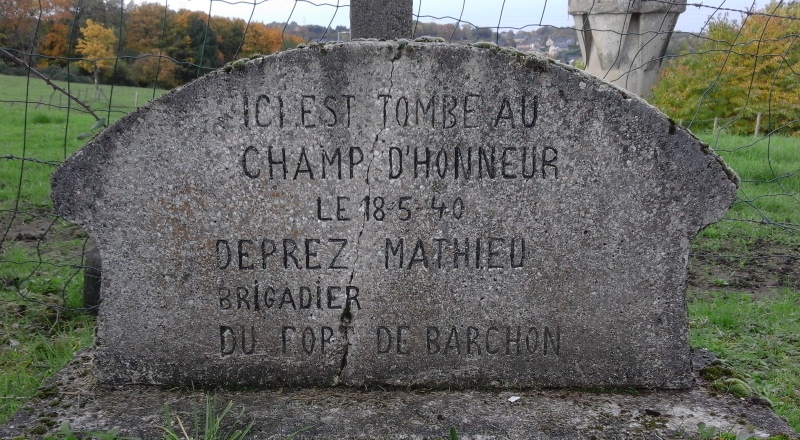 ICI EST TOMBE AU
CHAMP D'HONNEUR
LE 18-5-40
DEPREZ MATHIEU
BRIGADIER
DU FORT DE BARCHON